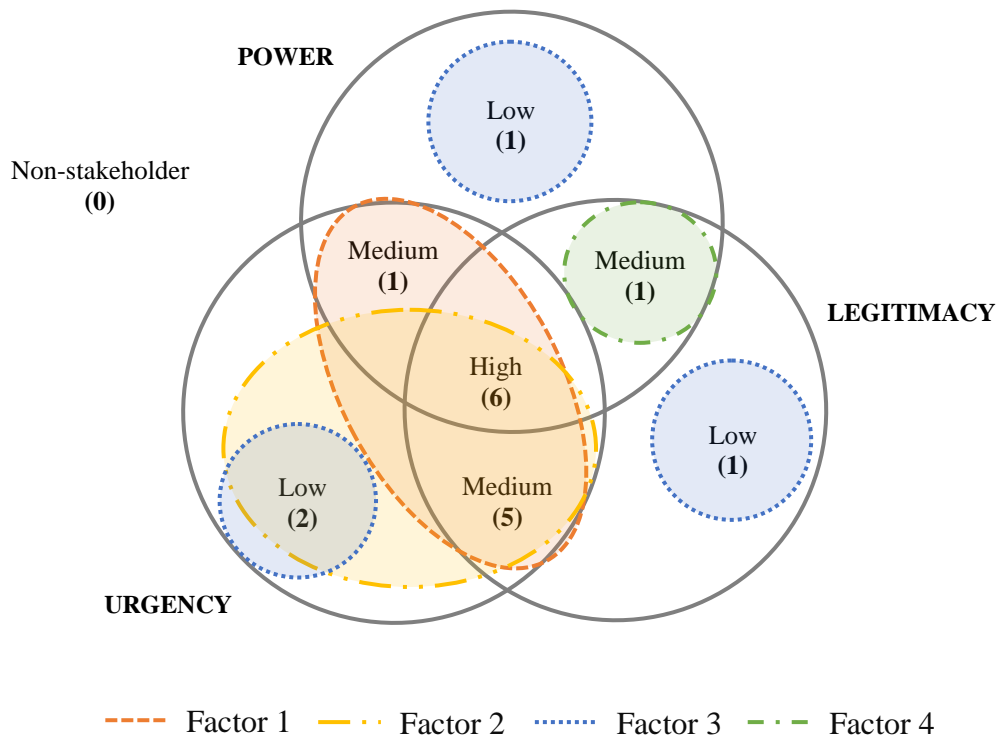 POWER
Low
(1)
Non-stakeholder
(0)
Medium
(1)
Medium
(1)
LEGITIMACY
High
(6)
Low
(1)
Low
(2)
Medium
(5)
URGENCY
Factor 1
Factor 2
Factor 3
Factor 4